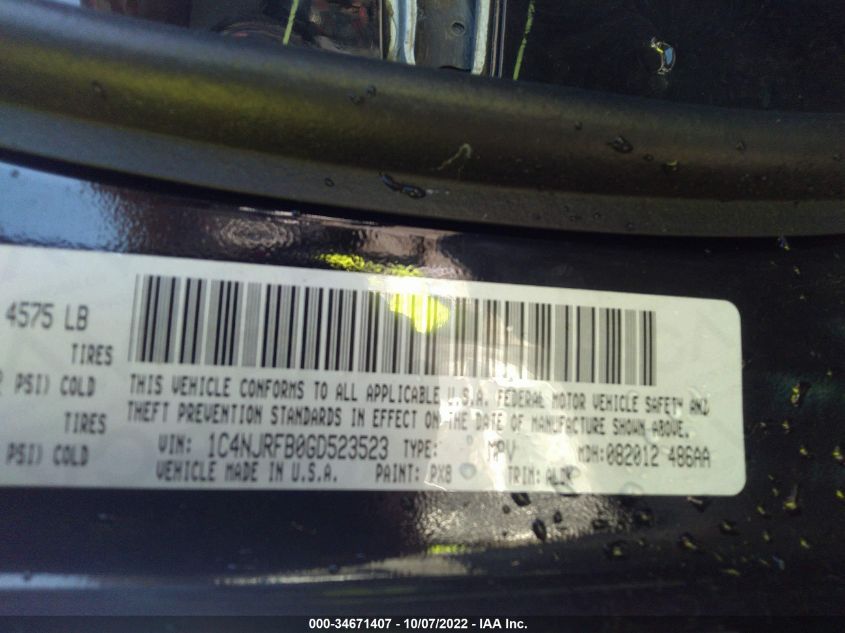 4575 LB
TIRES
PSI) COLD
THIS VEHICLE CONFORMS TO ALL APPLICABLE U.S.A. FEDERAL MOTOR VEHICLE SAFETY AND
TIRES
THEFT PREVENTION STANDARDS IN EFFECT ON THE DATE OF MANUFACTURE SHOWN ABOVE.
PSI) COLD
VIN: 1C4NJRFB0GD523523 TYPE: MPV MDH:082012 486AA
VEHICLE MADE IN U.S.A. PAINT: PX8 TRIM:
000-34671407 - 10/07/2022 - IAA Inc.